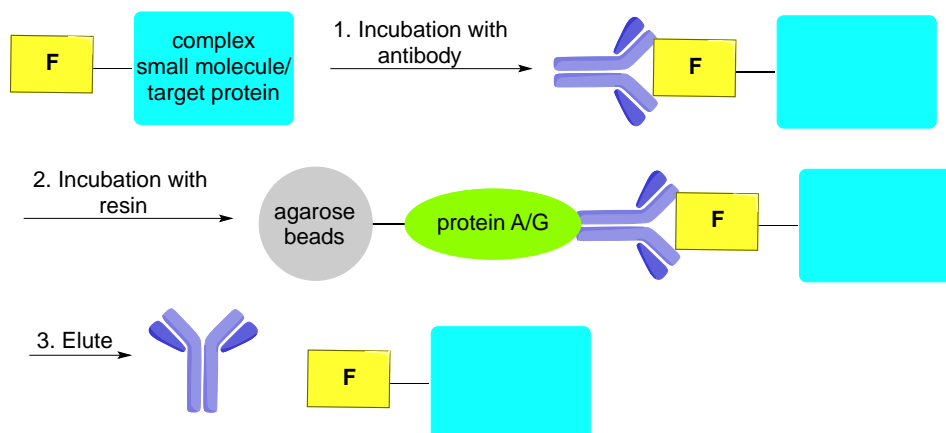 F
complex
small molecule/
target protein
1. Incubation with
antibody
F
2. Incubation with
resin
agarose
beads
protein A/G
F
3. Elute
F